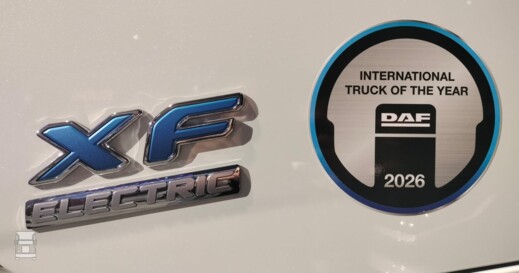 XF
ELECTRIC
INTERNATIONAL
TRUCK OF THE YEAR
DAF
2026